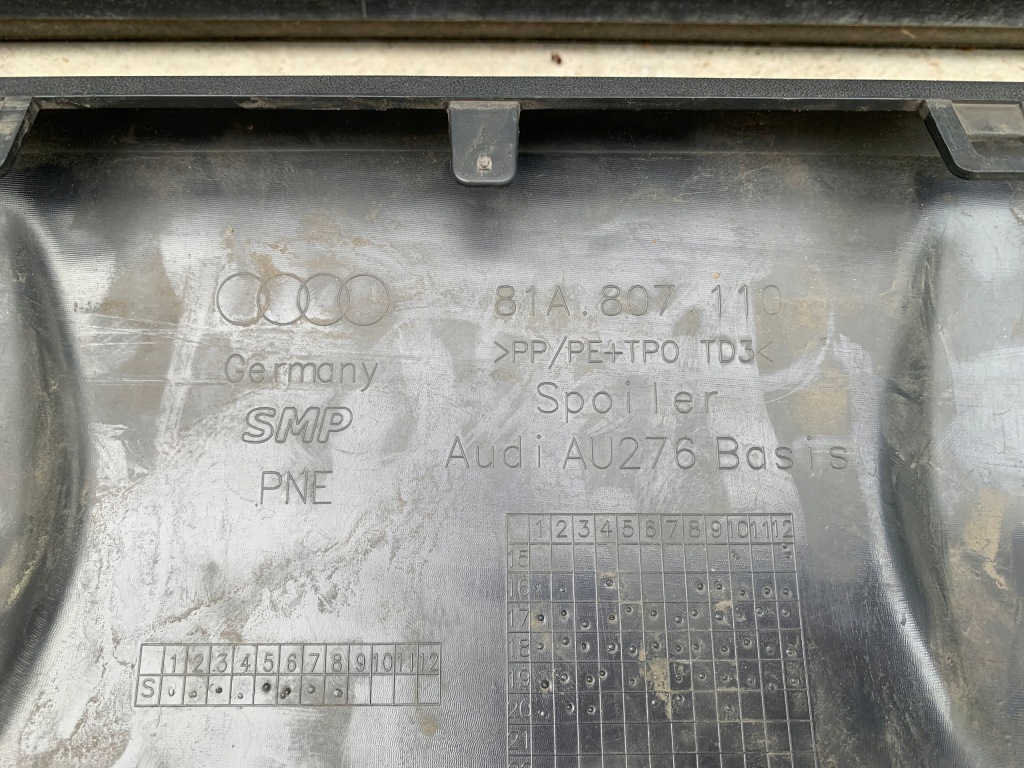 81A.807 110
>PP/PE+TPO TD3<
Germany
Spoiler
SMP
Audi AU276 Basis
PNE
1 2 3 4 5 6 7 8 9 10 11 12
15
16
17
18
19
20
21
1 2 3 4 5 6 7 8 9 10 11 12
S